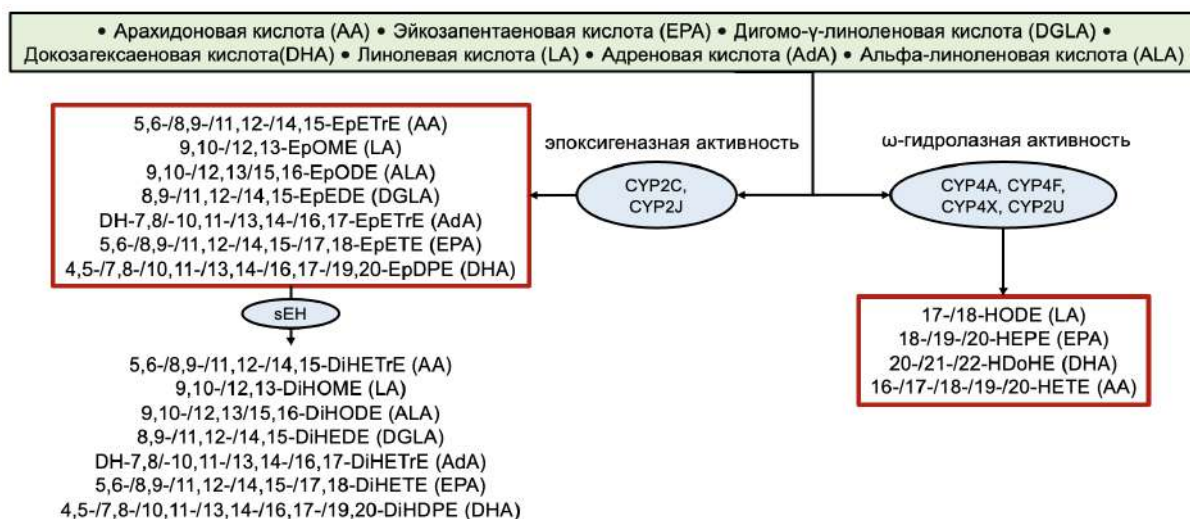 • Арахидоновая кислота (AA) • Эйкозапентаеновая кислота (EPA) • Дигомо-γ-линоленовая кислота (DGLA) •
Докозагексаеновая кислота(DHA) • Линолевая кислота (LA) • Адреновая кислота (AdA) • Альфа-линоленовая кислота (ALA)
5,6-/8,9-/11,12-/14,15-EpETrE (AA)
9,10-/12,13-EpOME (LA)
9,10-/12,13/15,16-EpODE (ALA)
8,9-/11,12-/14,15-EpEDE (DGLA)
DH-7,8/-10,11-/13,14-/16,17-EpETrE (AdA)
5,6-/8,9-/11,12-/14,15-/17,18-EpETE (EPA)
4,5-/7,8-/10,11-/13,14-/16,17-/19,20-EpDPE (DHA)
эпоксигеназная активность
CYP2C,
CYP2J
ω-гидролазная активность
CYP4A, CYP4F,
CYP4X, CYP2U
sEH
5,6-/8,9-/11,12-/14,15-DiHETrE (AA)
9,10-/12,13-DiHOME (LA)
9,10-/12,13/15,16-DiHODE (ALA)
8,9-/11,12-/14,15-DiHEDE (DGLA)
DH-7,8/-10,11-/13,14-/16,17-DiHETrE (AdA)
5,6-/8,9-/11,12-/14,15-/17,18-DiHETE (EPA)
4,5-/7,8-/10,11-/13,14-/16,17-/19,20-DiHDPE (DHA)
17-/18-HODE (LA)
18-/19-/20-HEPE (EPA)
20-/21-/22-HDoHE (DHA)
16-/17-/18-/19-/20-HETE (AA)